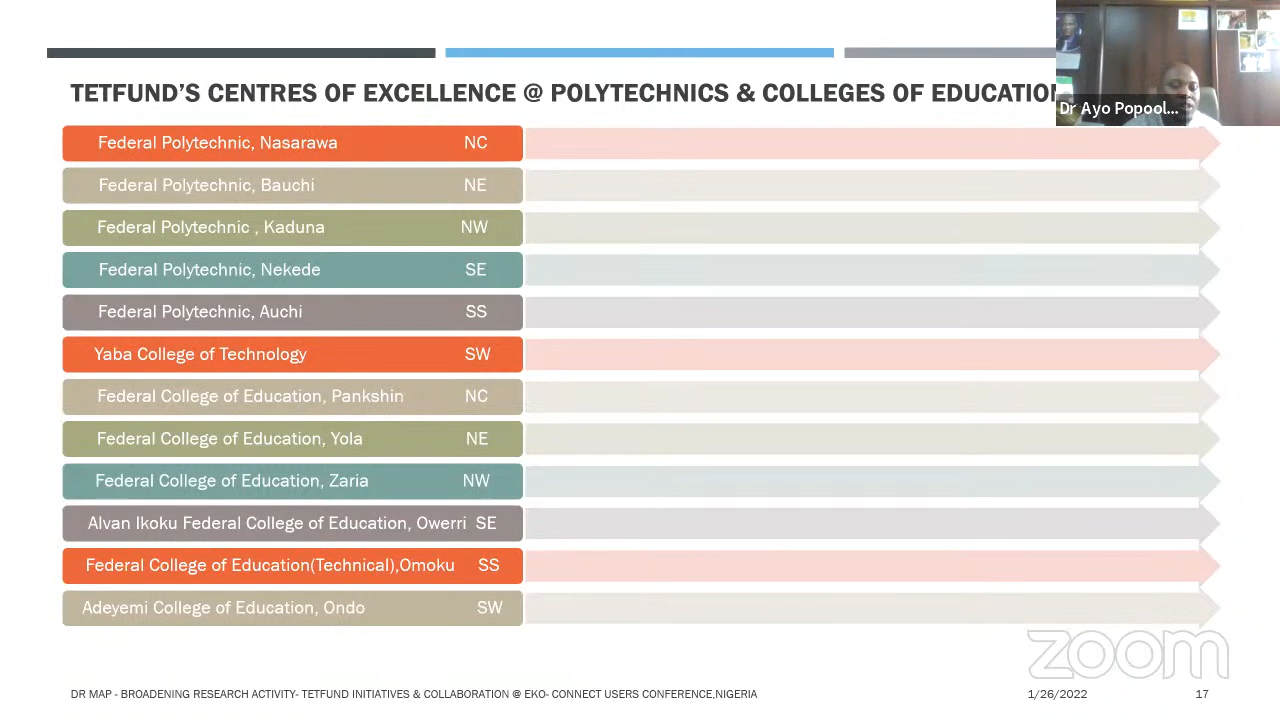 TETFUND'S CENTRES OF EXCELLENCE @ POLYTECHNICS & COLLEGES OF EDUCATION
Dr Ayo Popool...
Federal Polytechnic, Nasarawa NC
Federal Polytechnic, Bauchi NE
Federal Polytechnic , Kaduna NW
Federal Polytechnic, Nekede SE
Federal Polytechnic, Auchi SS
Yaba College of Technology SW
Federal College of Education, Pankshin NC
Federal College of Education, Yola NE
Federal College of Education, Zaria NW
Alvan Ikoku Federal College of Education, Owerri SE
Federal College of Education(Technical),Omoku SS
Adeyemi College of Education, Ondo SW
zoom
DR MAP - BROADENING RESEARCH ACTIVITY- TETFUND INITIATIVES & COLLABORATION @ EKO- CONNECT USERS CONFERENCE,NIGERIA 1/26/2022 17